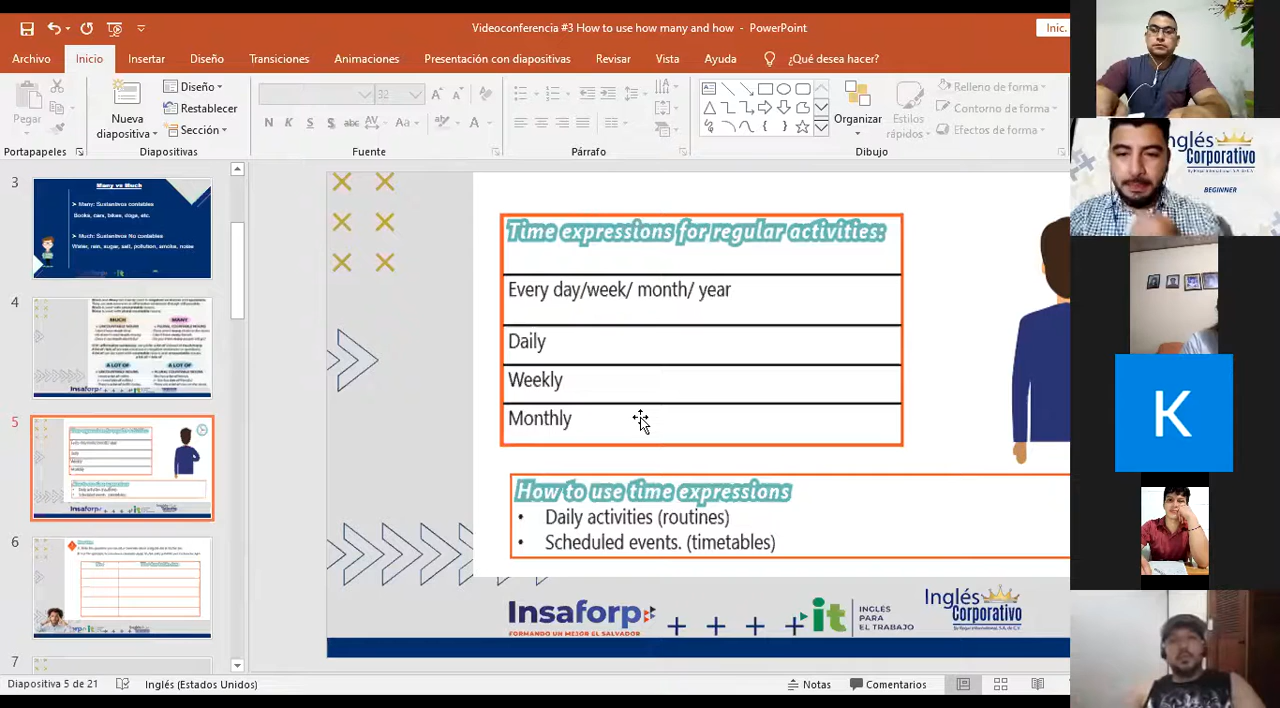 Videoconferencia #3 How to use how many and how - PowerPoint
Inic.
Archivo
Inicio
Insertar
Diseño
Transiciones
Animaciones
Presentación con diapositivas
Revisar
Vista
Ayuda
¿Qué desea hacer?
Pegar
Nueva diapositiva
Diseño
Restablecer
Sección
32
N K S S abc AV Aa A
Organizar
Estilos rápidos
Relleno de forma
Contorno de forma
Efectos de forma
Portapapeles
Diapositivas
Fuente
Párrafo
Dibujo
3
Many vs Much
Many: Sustantivos contables
Books, cars, bikes, dogs, etc.
Much: Sustantivos No contables
Water, rain, sugar, salt, pollution, smoke, noise
4
MUCH
MANY
A LOT OF
A LOT OF
Insaforp
5
6
7
Time expressions for regular activities:
Every day/week/ month/ year
Daily
Weekly
Monthly
How to use time expressions
• Daily activities (routines)
• Scheduled events. (timetables)
Insaforp
FORMANDO UN MEJOR EL SALVADOR
it
INGLÉS
PARA
EL TRABAJO
Inglés
Corporativo
Diapositiva 5 de 21
Inglés (Estados Unidos)
Notas
Comentarios
Inglés
Corporativo
BEGINNER
K